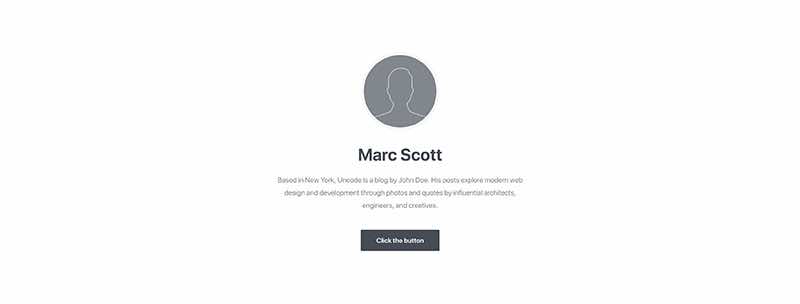 Marc Scott
Based in New York, Uncode is a blog by John Doe. His posts explore modern web
design and development through photos and quotes by influential architects,
engineers, and creatives.
Click the button